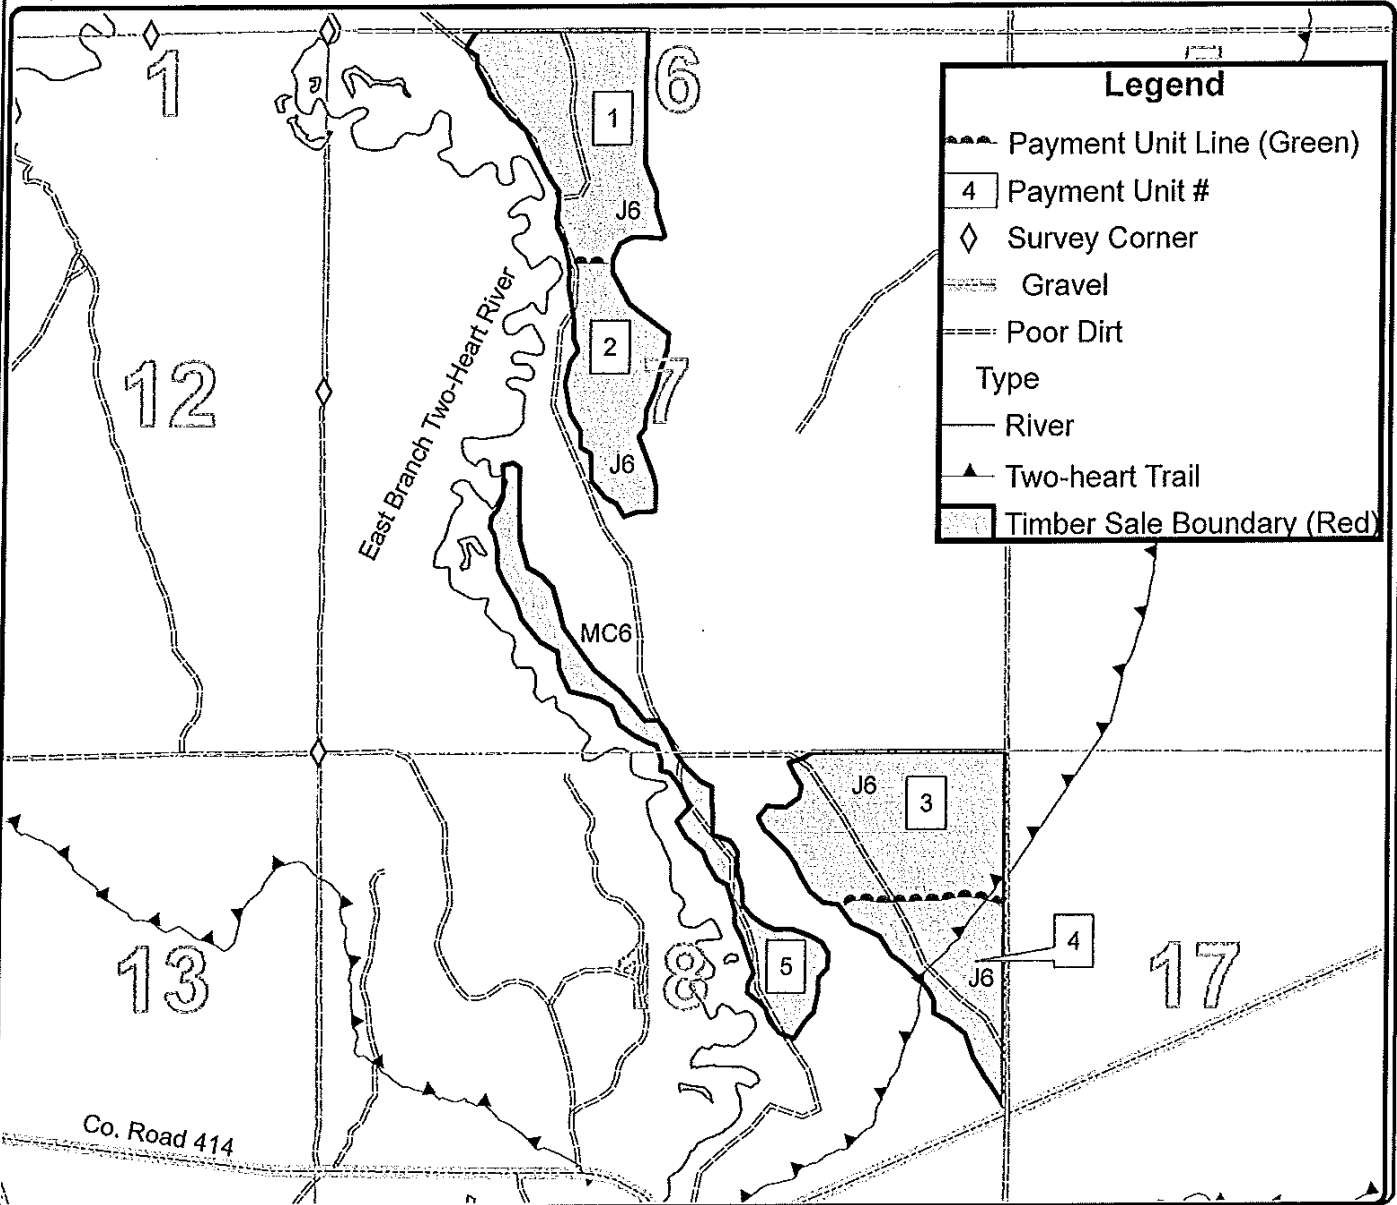 1
6
Legend
Payment Unit Line (Green)
4 Payment Unit #
Survey Corner
Gravel
Poor Dirt
Type
River
Two-heart Trail
Timber Sale Boundary (Red)
1
J6
East Branch Two-Heart River
2
12
7
J6
MC6
J6
3
4
13
18
5
J6
17
Co. Road 414